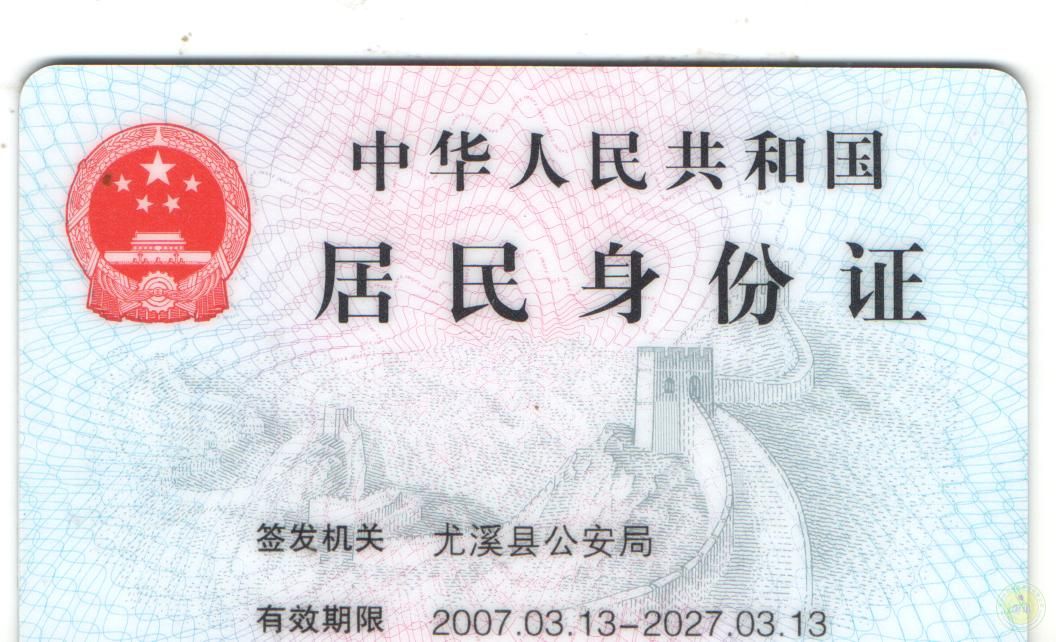 中华人民共和国
居民身份证
签发机关 尤溪县公安局
有效期限 2007.03.13-2027.03.13